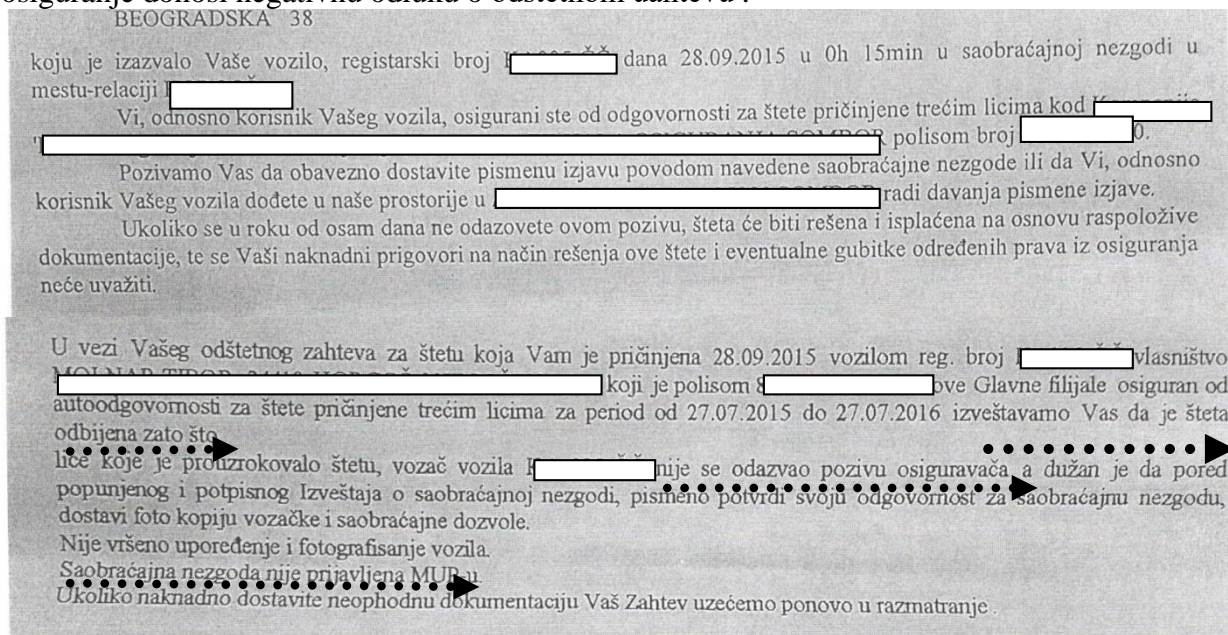 osiguranje donosi negativnu odluku o odštetnom zahtevu .
BEOGRADSKA 38
koju je izazvalo Vaše vozilo, registarski broj dana 28.09.2015 u 0h 15min u saobraćajnoj nezgodi u
mestu-relaciji
Vi, odnosno korisnik Vašeg vozila, osigurani ste od odgovornosti za štete pričinjene trećim licima kod
polisom broj 0.
Pozivamo Vas da obavezno dostavite pismenu izjavu povodom navedene saobraćajne nezgode ili da Vi, odnosno
korisnik Vašeg vozila dođete u naše prostorije u radi davanja pismene izjave.
Ukoliko se u roku od osam dana ne odazovete ovom pozivu, šteta će biti rešena i isplaćena na osnovu raspoložive
dokumentacije, te se Vaši naknadni prigovori na način rešenja ove štete i eventualne gubitke određenih prava iz osiguranja
neće uvažiti.
U vezi Vašeg odštetnog zahteva za štetu koja Vam je pričinjena 28.09.2015 vozilom reg. broj vlasništvo
koji je polisom ove Glavne filijale osiguran od
autoodgovornosti za štete pričinjene trećim licima za period od 27.07.2015 do 27.07.2016 izveštavamo Vas da je šteta
odbijena zato što
lice koje je prouzrokovalo štetu, vozač vozila nije se odazvao pozivu osiguravača, a dužan je da pored
popunjenog i potpisnog Izveštaja o saobraćajnoj nezgodi, pismeno potvrdi svoju odgovornost za saobraćajnu nezgodu,
dostavi foto kopiju vozačke i saobraćajne dozvole.
Nije vršeno upoređenje i fotografisanje vozila.
Saobraćajna nezgoda nije prijavljena MUP-u.
Ukoliko naknadno dostavite neophodnu dokumentaciju Vaš Zahtev uzećemo ponovo u razmatranje .